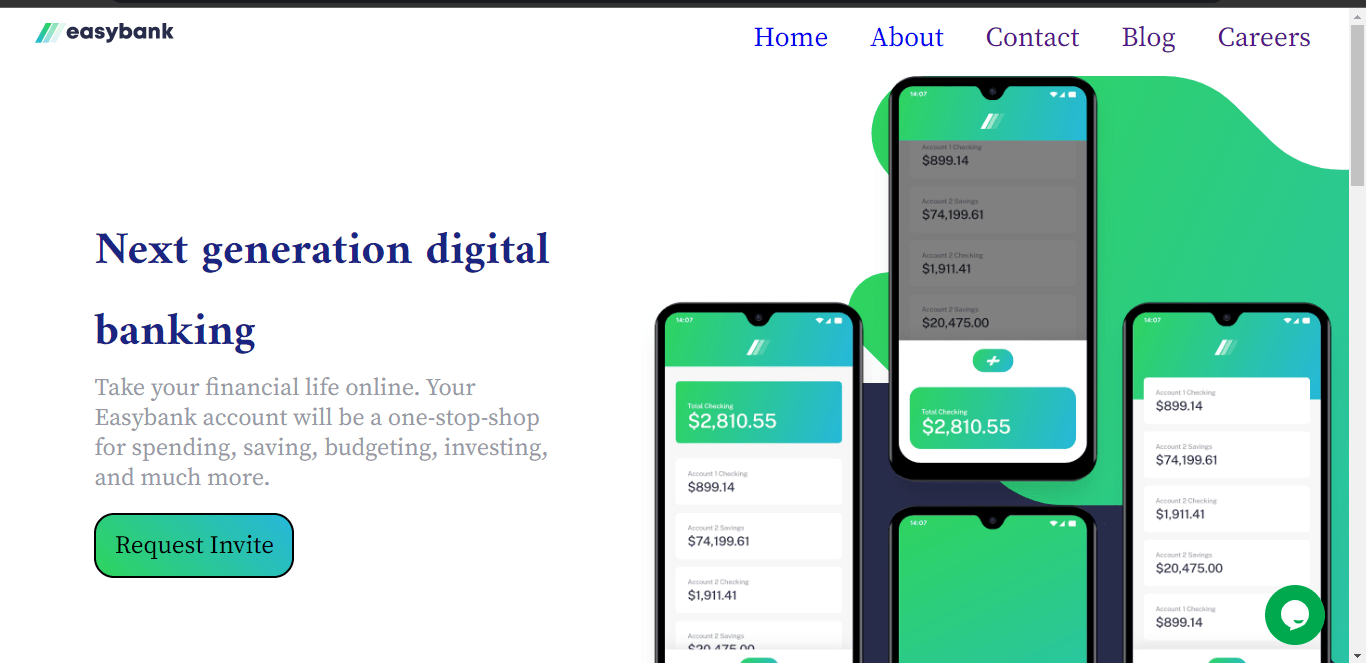 easybank
Home About Contact Blog Careers
Next generation digital
banking
Take your financial life online. Your
Easybank account will be a one-stop-shop
for spending, saving, budgeting, investing,
and much more.
Request Invite
14:07
Account 1 Checking
$899.14
Account 2 Savings
$74,199.61
Account 2 Checking
$1,911.41
Account 2 Savings
$20,475.00
Total Checking
$2,810.55
14:07
Total Checking
$2,810.55
Account 1 Checking
$899.14
Account 2 Savings
$74,199.61
Account 2 Checking
$1,911.41
Account 2 Savings
$20,475.00
14:07
14:07
Account 1 Checking
$899.14
Account 2 Savings
$74,199.61
Account 2 Checking
$1,911.41
Account 2 Savings
$20,475.00
Account 1 Checking
$899.14